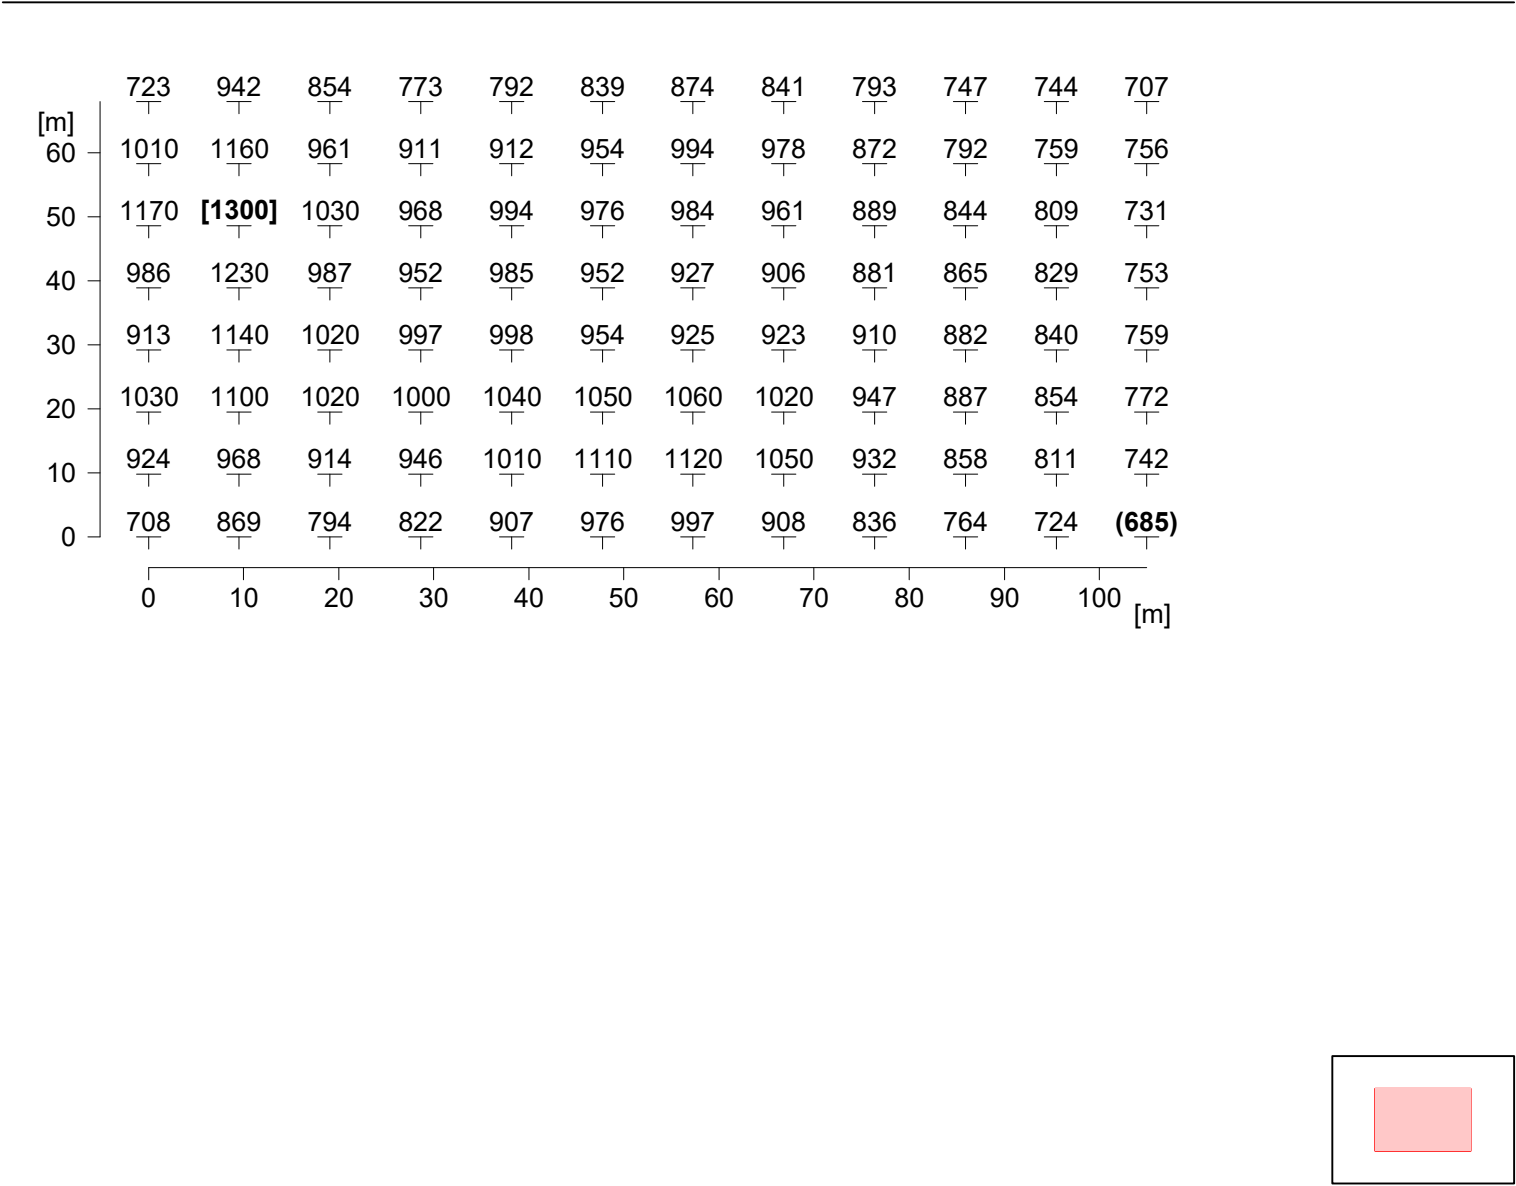 723 942 854 773 792 839 874 841 793 747 744 707
[m]
60 1010 1160 961 911 912 954 994 978 872 792 759 756
50 1170 [1300] 1030 968 994 976 984 961 889 844 809 731
40 986 1230 987 952 985 952 927 906 881 865 829 753
30 913 1140 1020 997 998 954 925 923 910 882 840 759
20 1030 1100 1020 1000 1040 1050 1060 1020 947 887 854 772
10 924 968 914 946 1010 1110 1120 1050 932 858 811 742
0 708 869 794 822 907 976 997 908 836 764 724 (685)
0 10 20 30 40 50 60 70 80 90 100
[m]